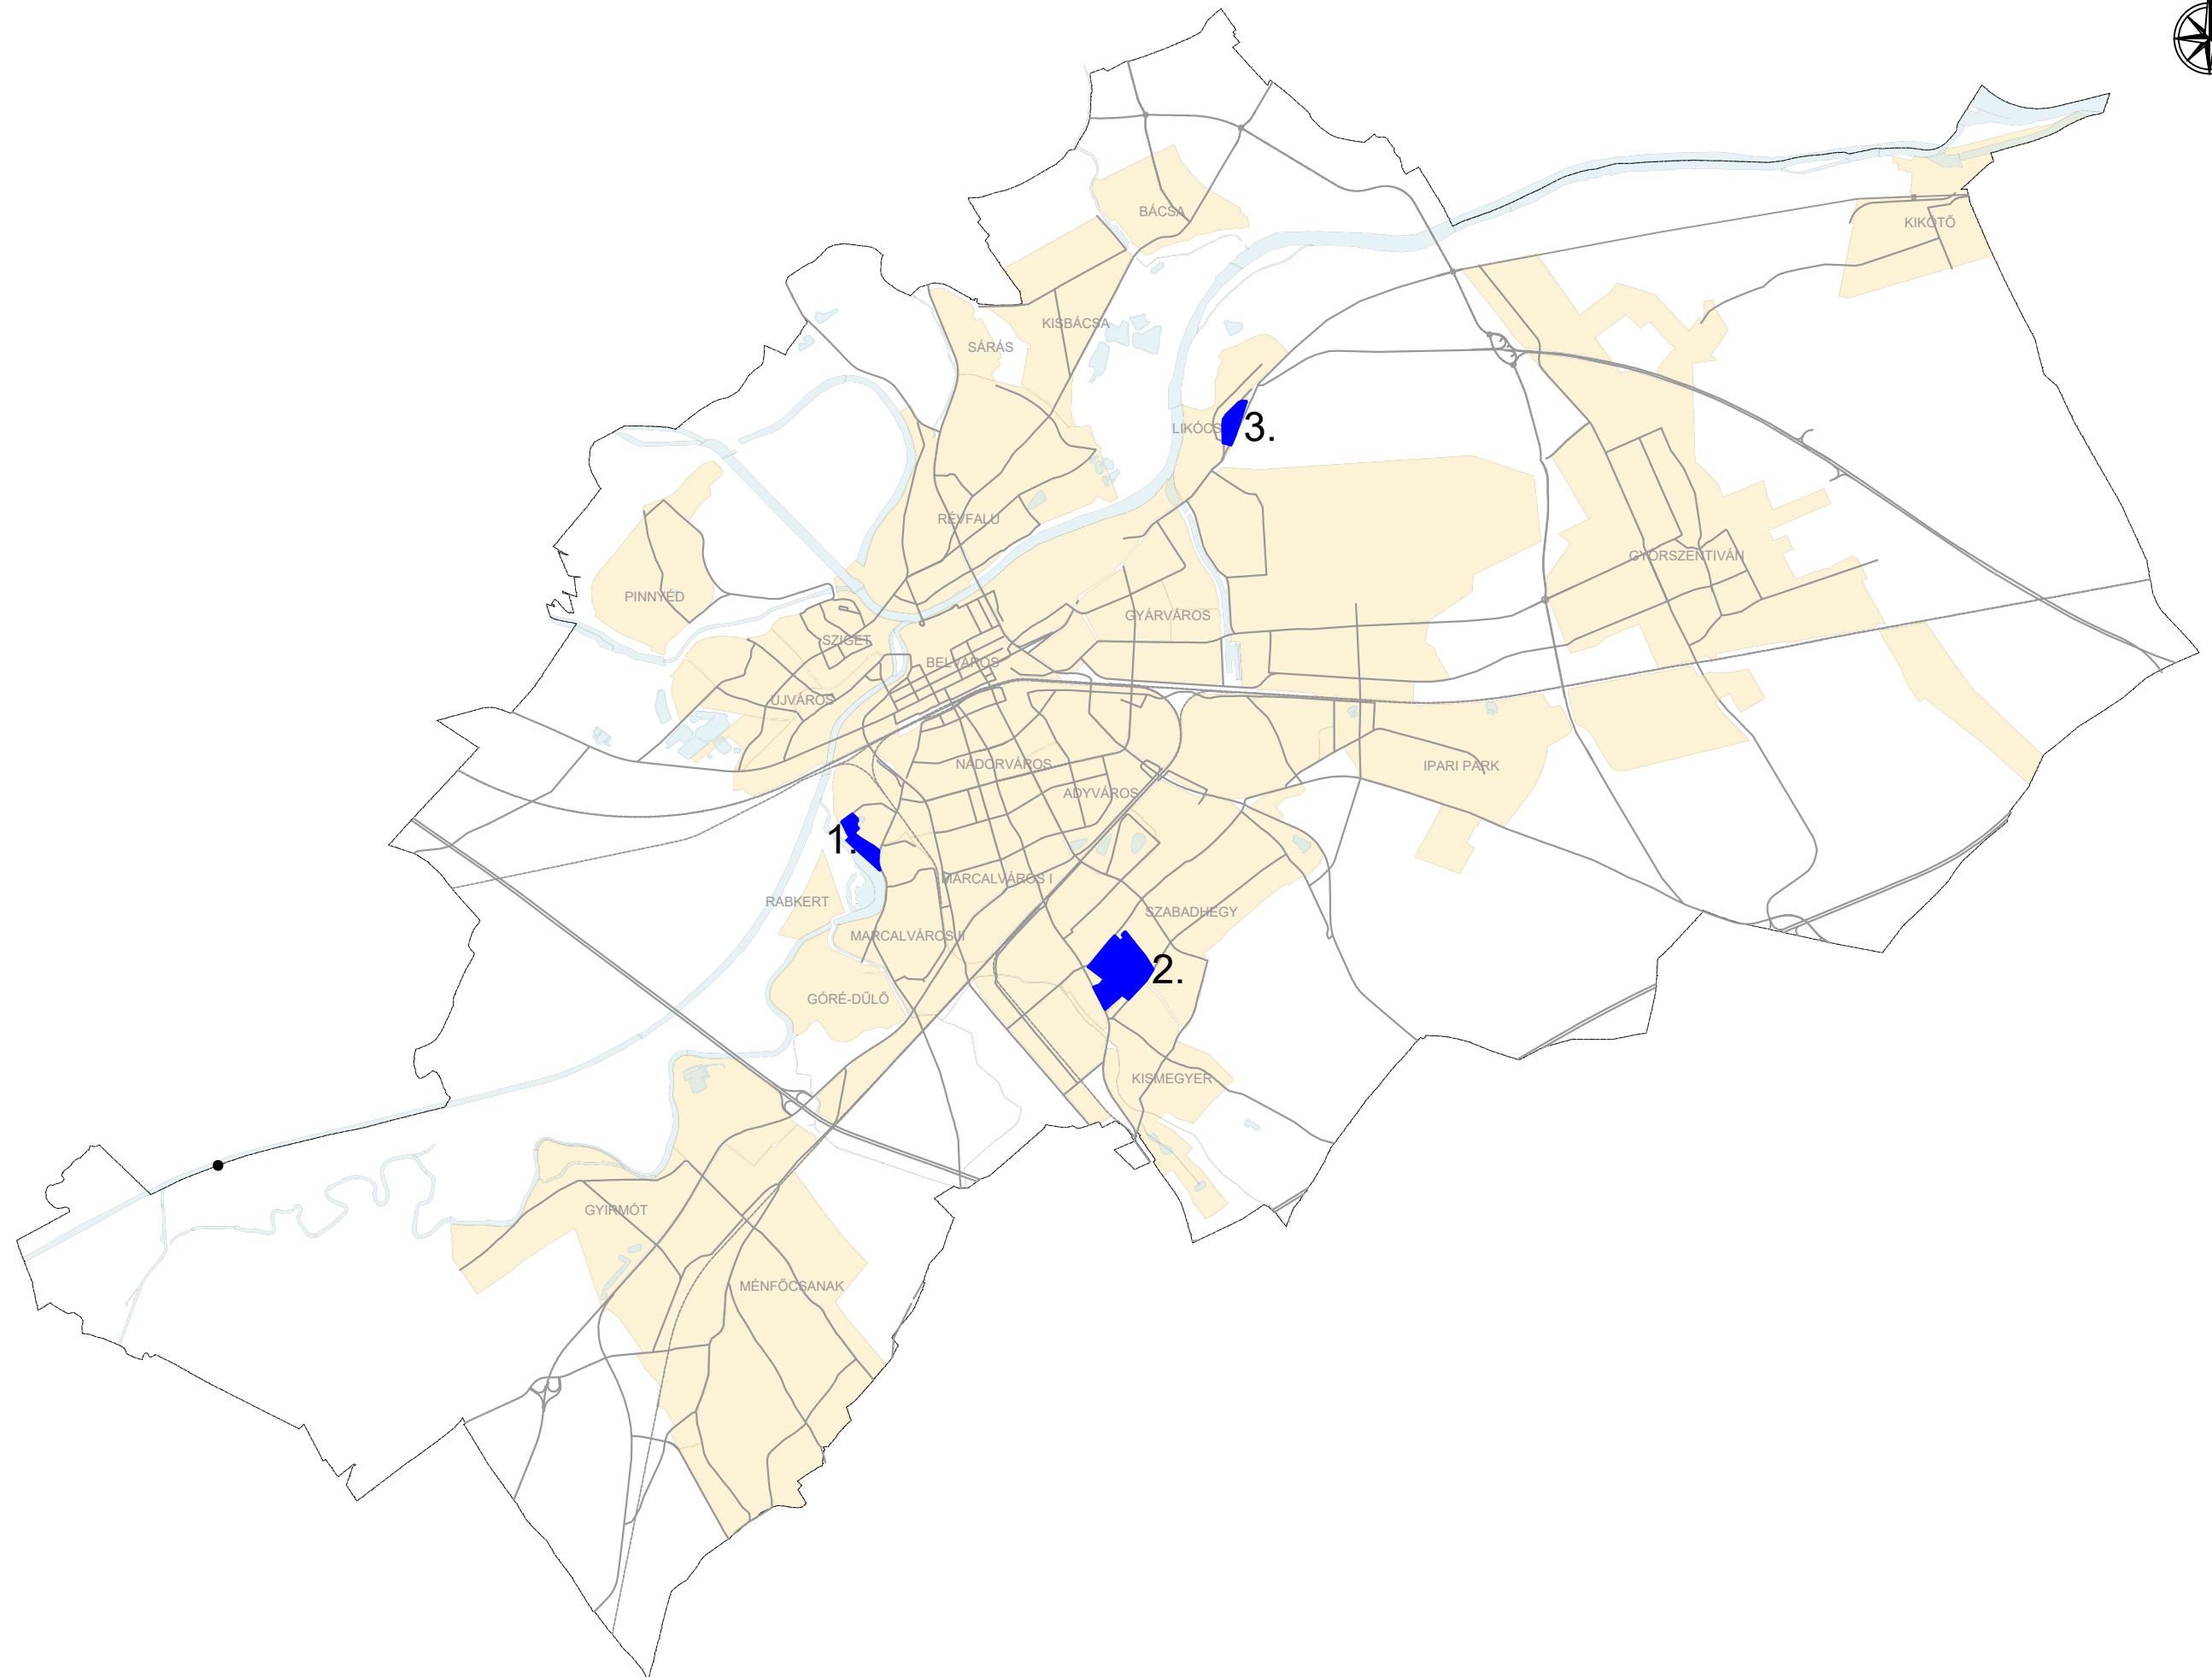 BÁCSA
KIKÖTŐ
KISBÁCSA
SÁRÁS
LIKÓCS
3.
RÉVFALU
GYŐRSZENTIVÁN
PINNYÉD
GYÁRVÁROS
SZIGET
BELVÁROS
ÚJVÁROS
NÁDORVÁROS
IPARI PARK
ADYVÁROS
1.
MARCALVÁROS I
RABKERT
SZABADHEGY
MARCALVÁROS II
2.
GÓRÉ-DŰLŐ
KISMEGYER
GYIRMÓT
MÉNFŐCSANAK